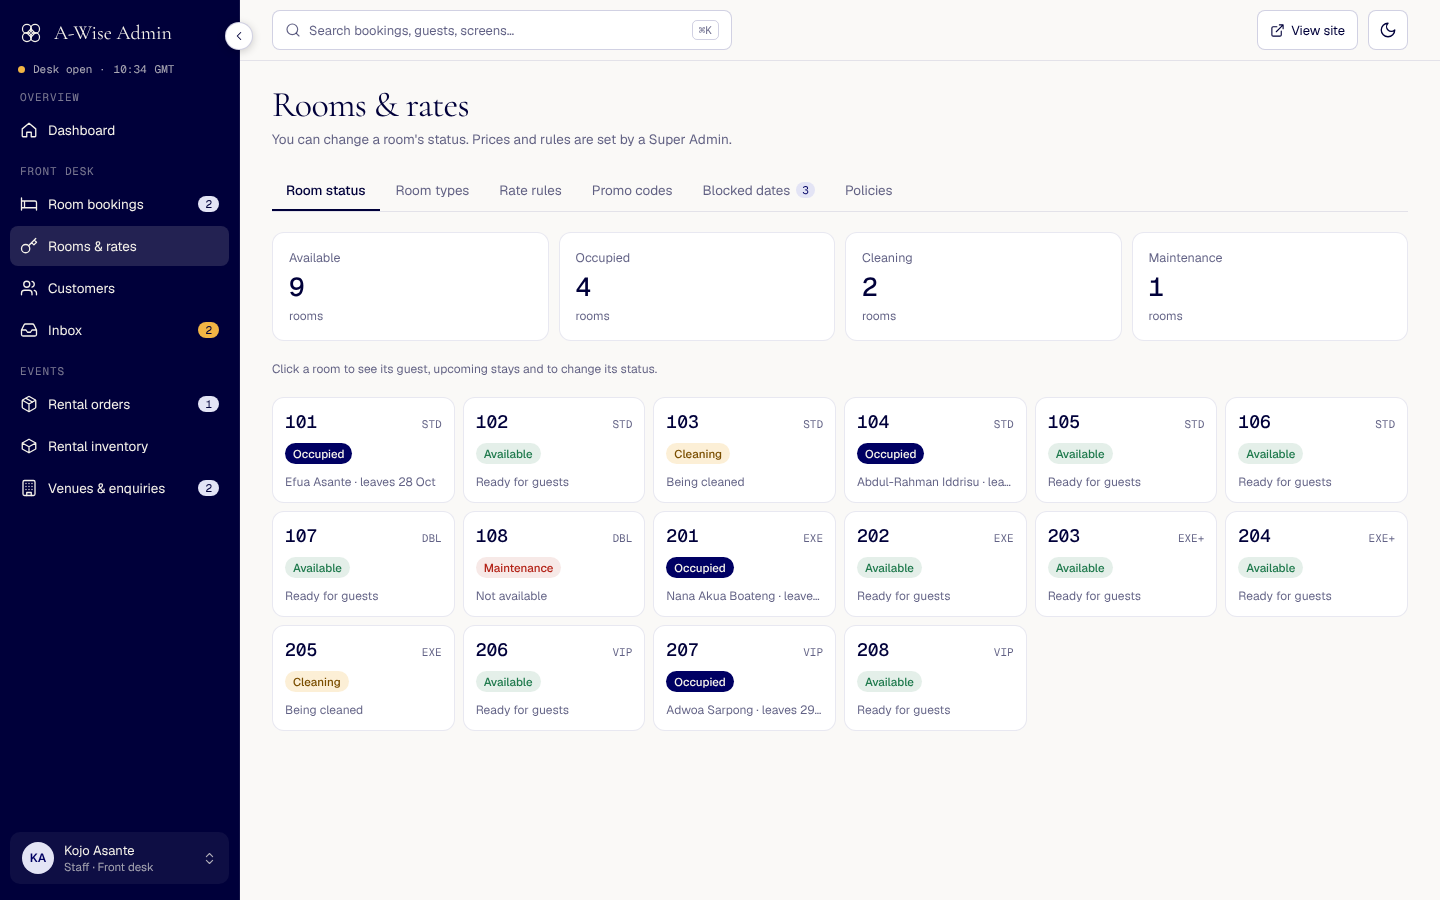 A-Wise Admin
Desk open · 10:34 GMT
OVERVIEW
Dashboard
FRONT DESK
Room bookings 2
Rooms & rates
Customers
Inbox 2
EVENTS
Rental orders 1
Rental inventory
Venues & enquiries 2
KA
Kojo Asante
Staff · Front desk
Search bookings, guests, screens... ⌘K
View site
Rooms & rates
You can change a room's status. Prices and rules are set by a Super Admin.
Room status Room types Rate rules Promo codes Blocked dates 3 Policies
Available Occupied Cleaning Maintenance
9 4 2 1
rooms rooms rooms rooms
Click a room to see its guest, upcoming stays and to change its status.
101 STD 102 STD 103 STD 104 STD 105 STD 106 STD
Occupied Available Cleaning Occupied Available Available
Efua Asante · leaves 28 Oct Ready for guests Being cleaned Abdul-Rahman Iddrisu · lea... Ready for guests Ready for guests
107 DBL 108 DBL 201 EXE 202 EXE 203 EXE+ 204 EXE+
Available Maintenance Occupied Available Available Available
Ready for guests Not available Nana Akua Boateng · leave... Ready for guests Ready for guests Ready for guests
205 EXE 206 VIP 207 VIP 208 VIP
Cleaning Available Occupied Available
Being cleaned Ready for guests Adwoa Sarpong · leaves 29... Ready for guests